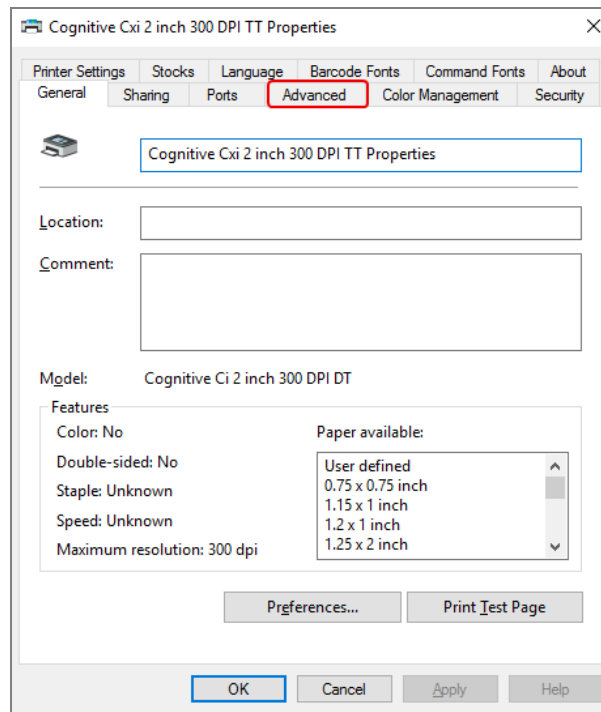 Cognitive Cxi 2 inch 300 DPI TT Properties
Printer Settings Stocks Language Barcode Fonts Command Fonts About
General Sharing Ports Advanced Color Management Security
Cognitive Cxi 2 inch 300 DPI TT Properties
Location:
Comment:
Model: Cognitive Ci 2 inch 300 DPI DT
Features
Color: No Paper available:
Double-sided: No User defined
Staple: Unknown 0.75 x 0.75 inch
1.15 x 1 inch
Speed: Unknown 1.2 x 1 inch
Maximum resolution: 300 dpi 1.25 x 2 inch
Preferences... Print Test Page
OK Cancel Apply Help